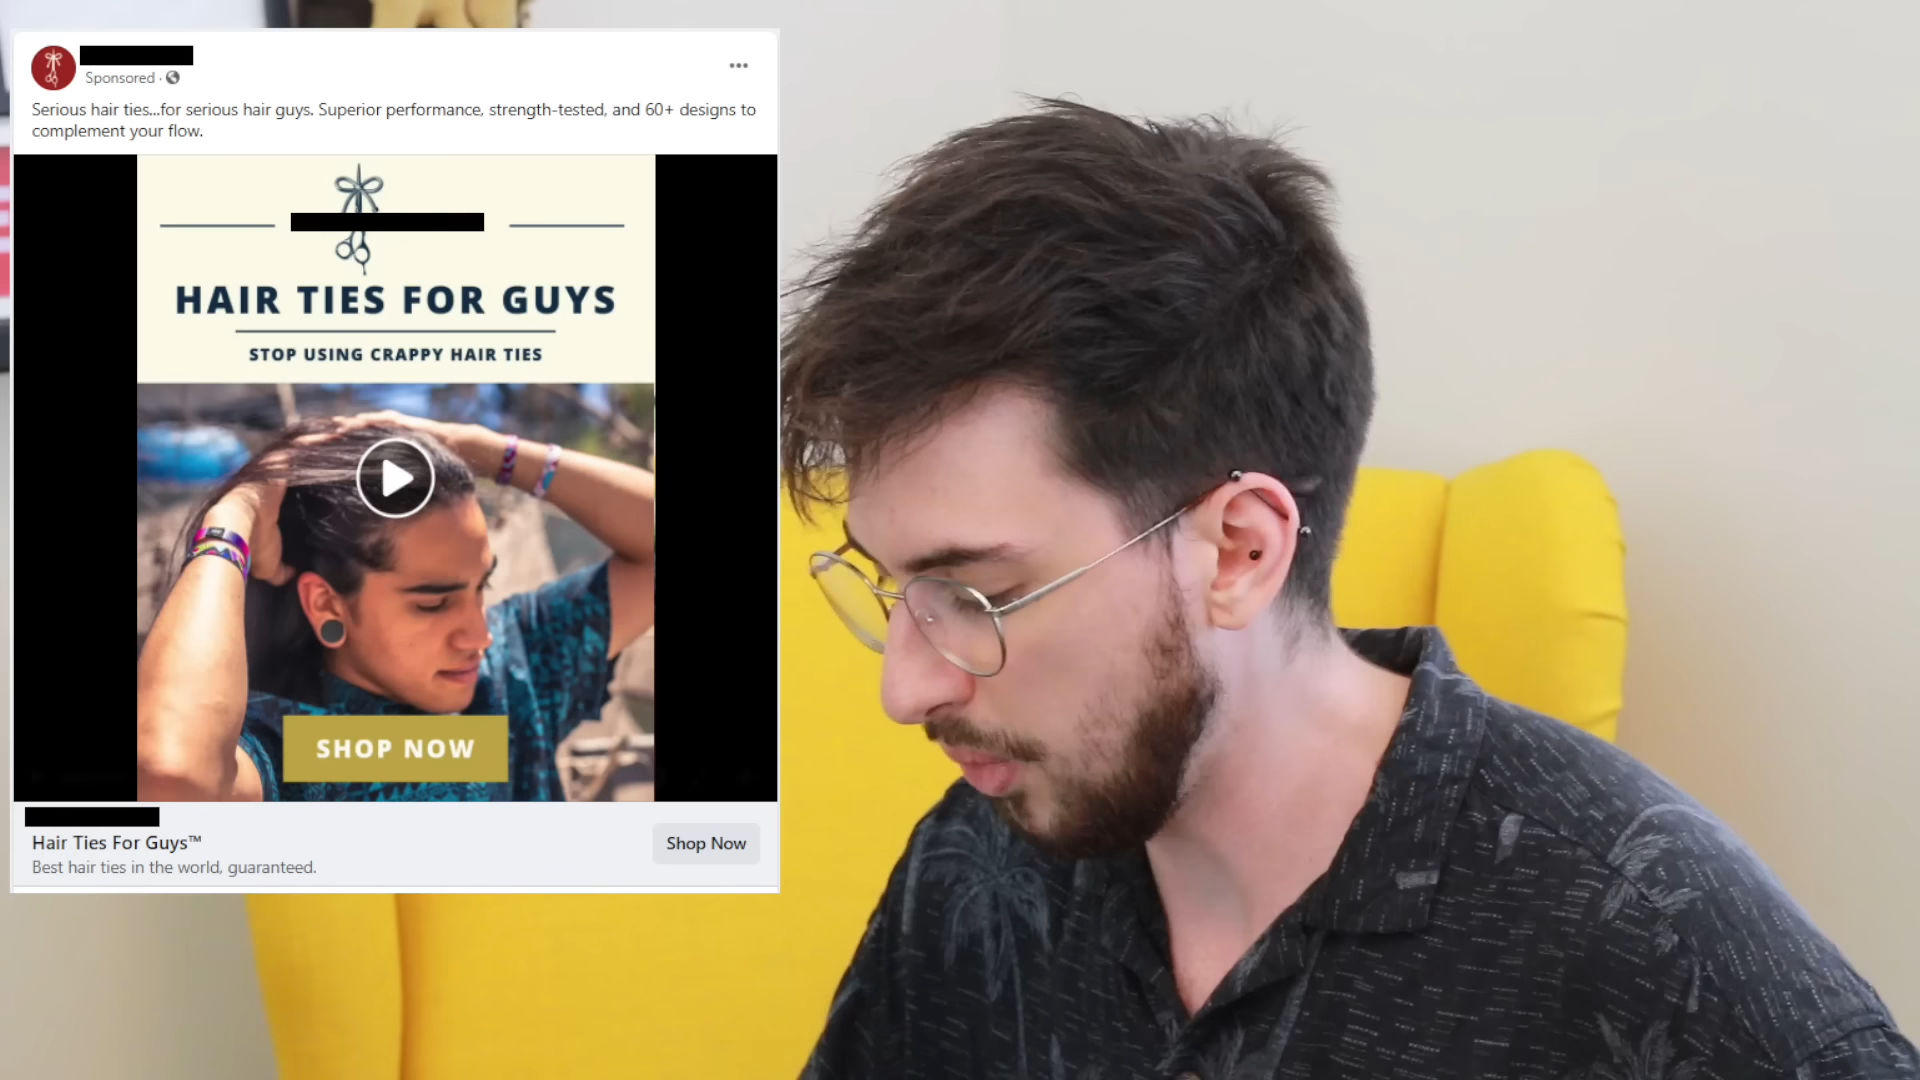 Sponsored ·
Serious hair ties...for serious hair guys. Superior performance, strength-tested, and 60+ designs to
complement your flow.
HAIR TIES FOR GUYS
STOP USING CRAPPY HAIR TIES
SHOP NOW
Hair Ties For Guys™
Best hair ties in the world, guaranteed.
Shop Now